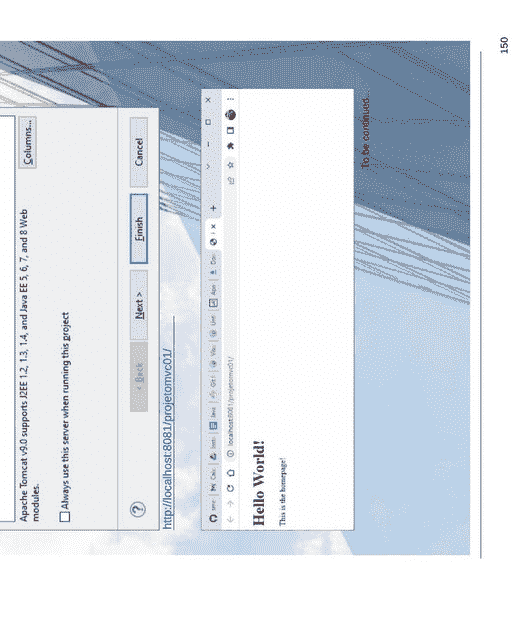 150
Columns...
Apache Tomcat v9.0 supports J2EE 1.2, 1.3, 1.4, and Java EE 5, 6, 7, and 8 Web
modules.
Always use this server when running this project
< Back
Next >
Finish
Cancel
http://localhost:8081/projetomvc01/
localhost:8081/projetomvc01/
Hello World!
This is the homepage!
To be continued...